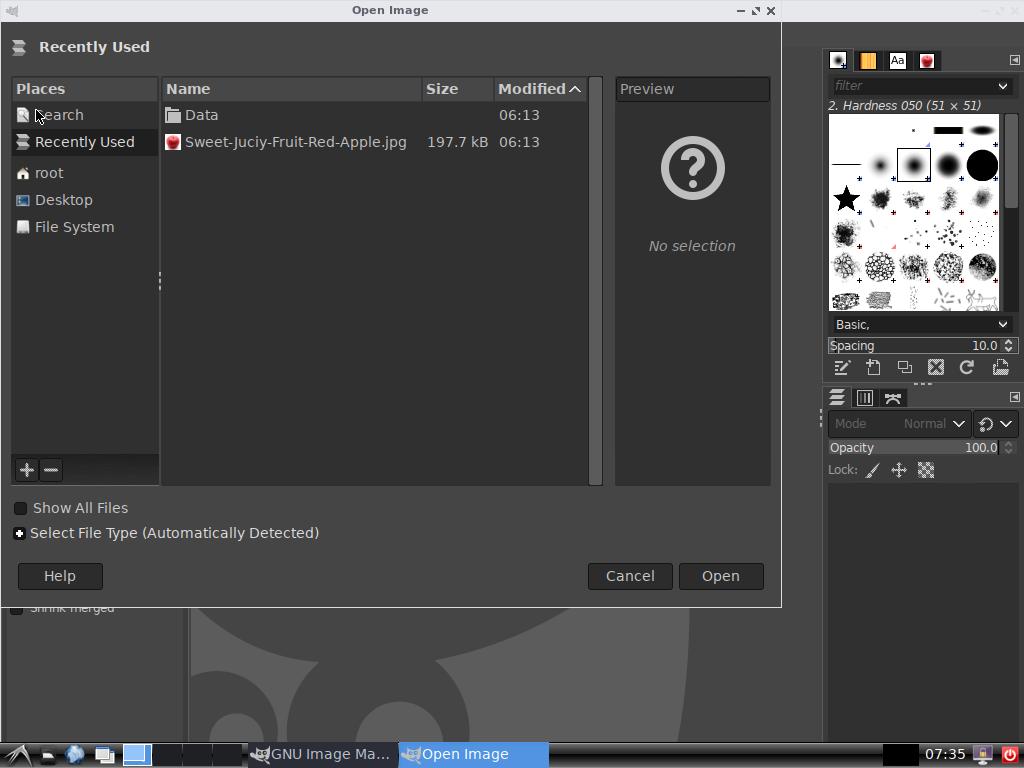 Open Image
Recently Used
Places
Search
Recently Used
root
Desktop
File System
Name Size Modified
Data 06:13
Sweet-Juciy-Fruit-Red-Apple.jpg 197.7 kB 06:13
Preview
No selection
Show All Files
Select File Type (Automatically Detected)
Help Cancel Open
Shrink merged
Aa
filter
2. Hardness 050 (51 × 51)
Basic,
Spacing 10.0
Mode Normal
Opacity 100.0
Lock:
GNU Image Ma... Open Image 07:35